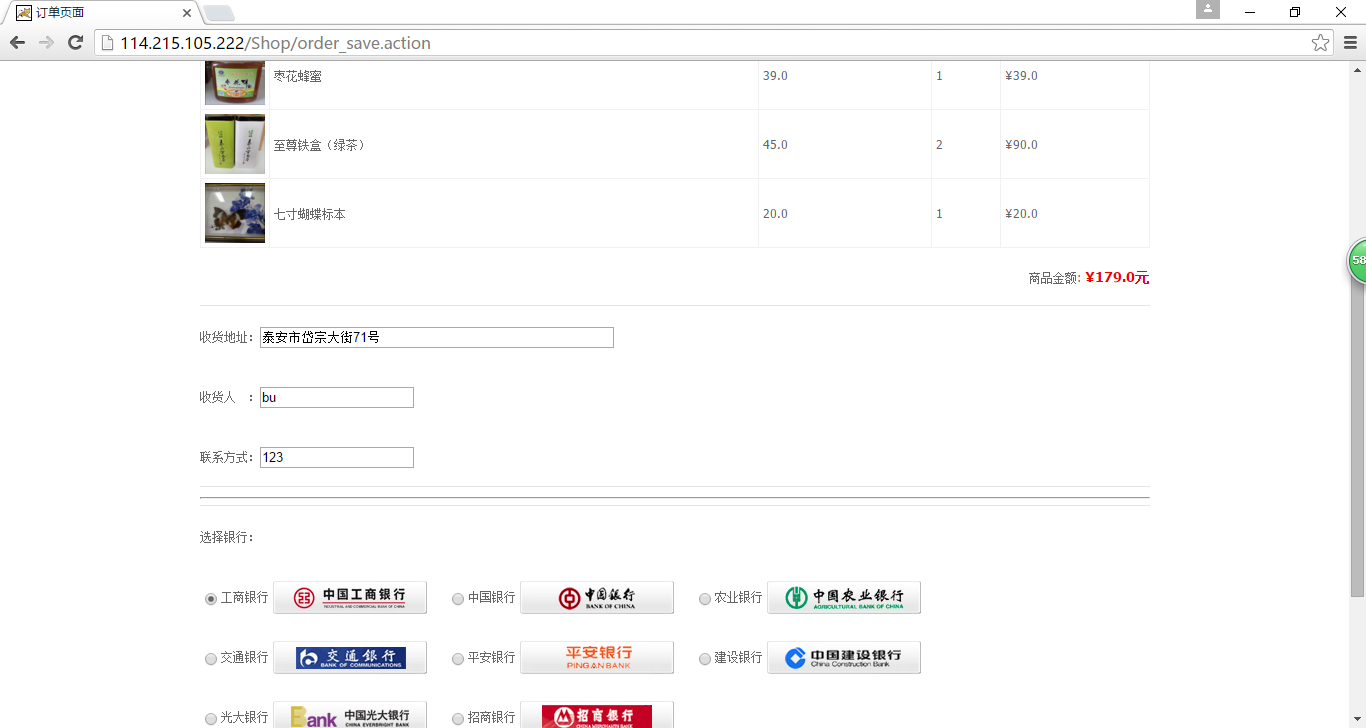 订单页面
114.215.105.222/Shop/order_save.action
枣花蜂蜜 39.0 1 ¥39.0
至尊铁盒（绿茶） 45.0 2 ¥90.0
七寸蝴蝶标本 20.0 1 ¥20.0
58
商品金额: ¥179.0元
收货地址: 泰安市岱宗大街71号
收货人 : bu
联系方式: 123
选择银行:
工商银行 中国工商银行 INDUSTRIAL AND COMMERCIAL BANK OF CHINA 中国银行 中国银行 BANK OF CHINA 农业银行 中国农业银行 AGRICULTURAL BANK OF CHINA
交通银行 交通銀行 BANK OF COMMUNICATIONS 平安银行 平安银行 PING AN BANK 建设银行 中国建设银行 China Construction Bank
光大银行 Bank 中国光大银行 CHINA EVERBRIGHT BANK 招商银行 招商银行 CHINA MERCHANTS BANK